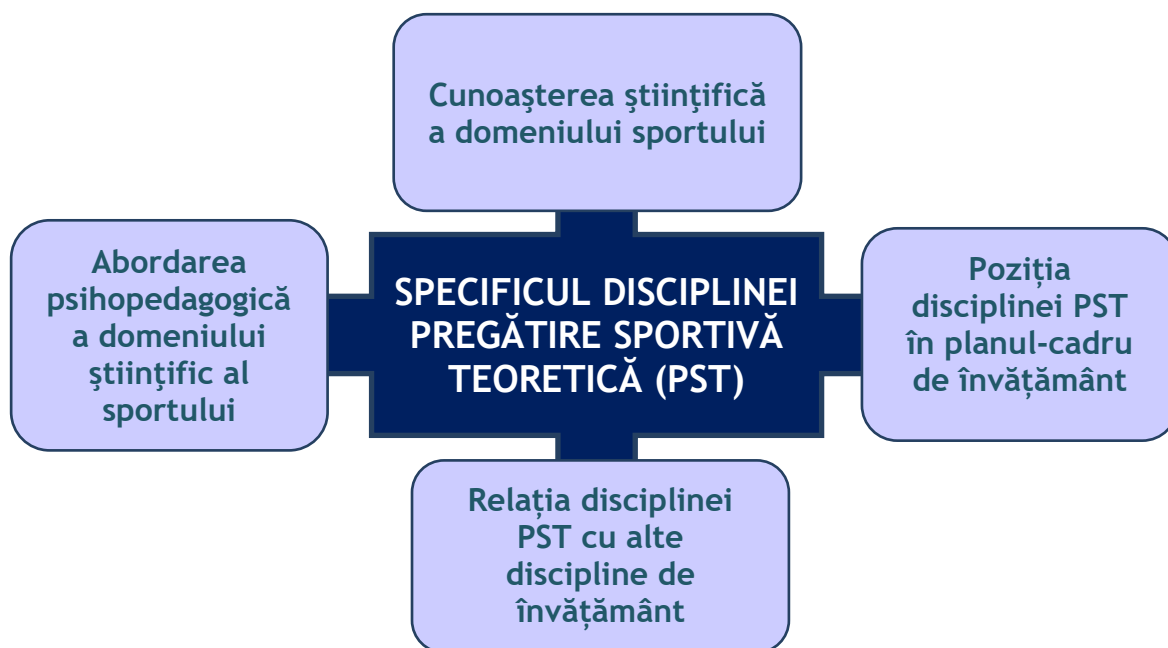 Cunoaşterea ştiinţifică
a domeniului sportului
Abordarea
psihopedagogică
a domeniului
ştiinţific al
sportului
SPECIFICUL DISCIPLINEI
PREGĂTIRE SPORTIVĂ
TEORETICĂ (PST)
Poziția
disciplinei PST
în planul-cadru
de învățământ
Relația disciplinei
PST cu alte
discipline de
învățământ